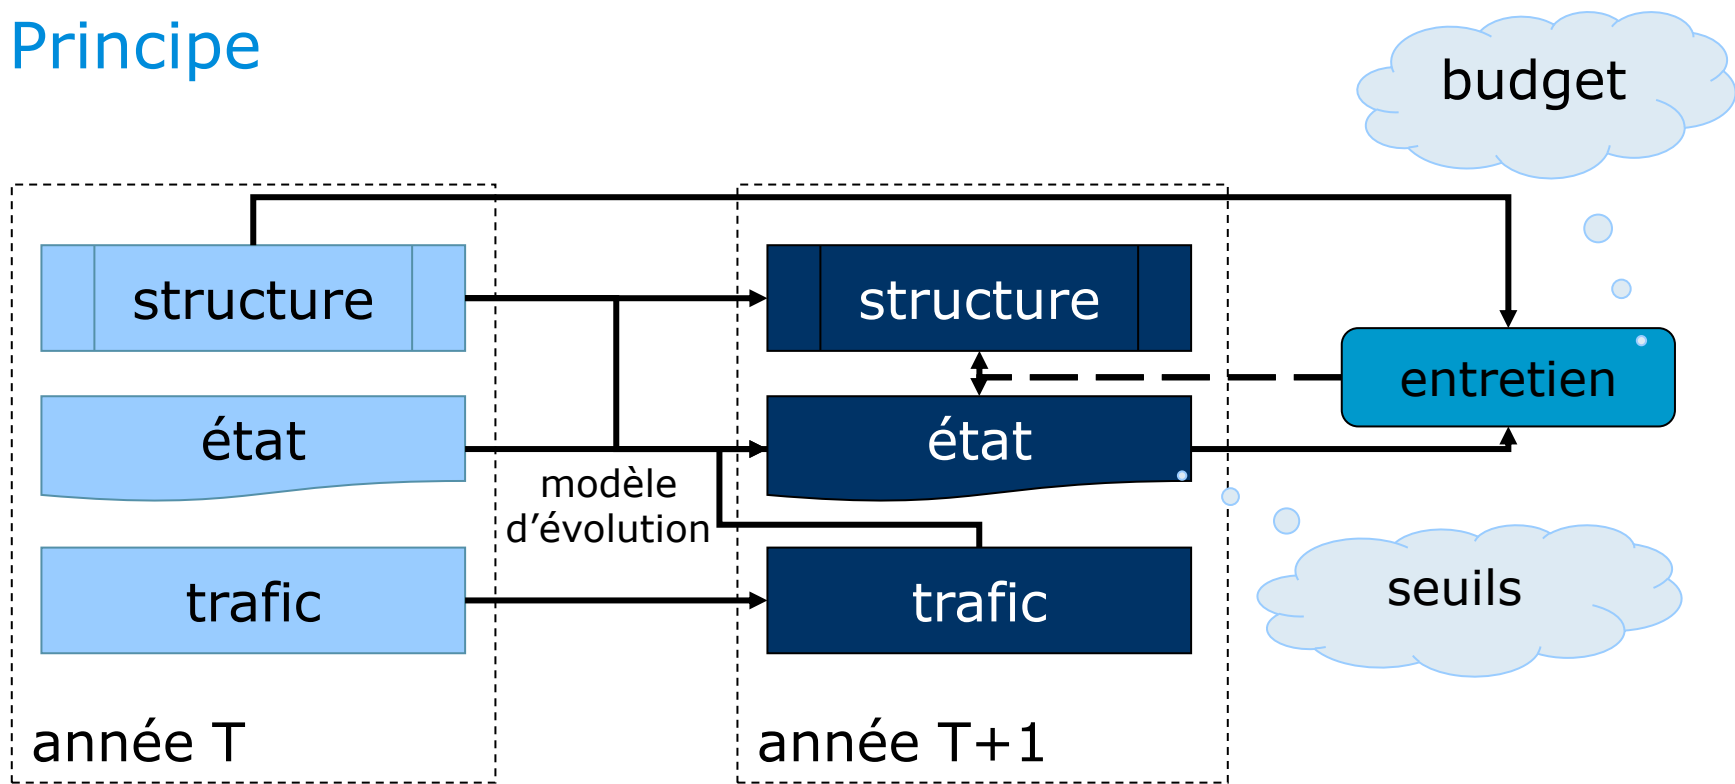 Principe
budget
structure
structure
entretien
état
état
modèle
d’évolution
seuils
trafic
trafic
année T
année T+1